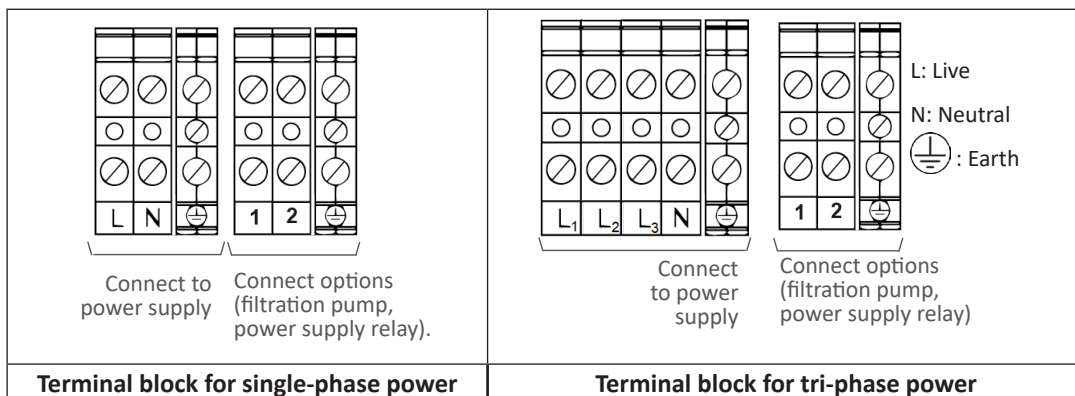 L N ⏚ 1 2 ⏚
Connect to
power supply
Connect options
(filtration pump,
power supply relay).
Terminal block for single-phase power
L₁ L₂ L₃ N ⏚ 1 2 ⏚
L: Live
N: Neutral
⏚ : Earth
Connect
to power
supply
Connect options
(filtration pump,
power supply relay)
Terminal block for tri-phase power